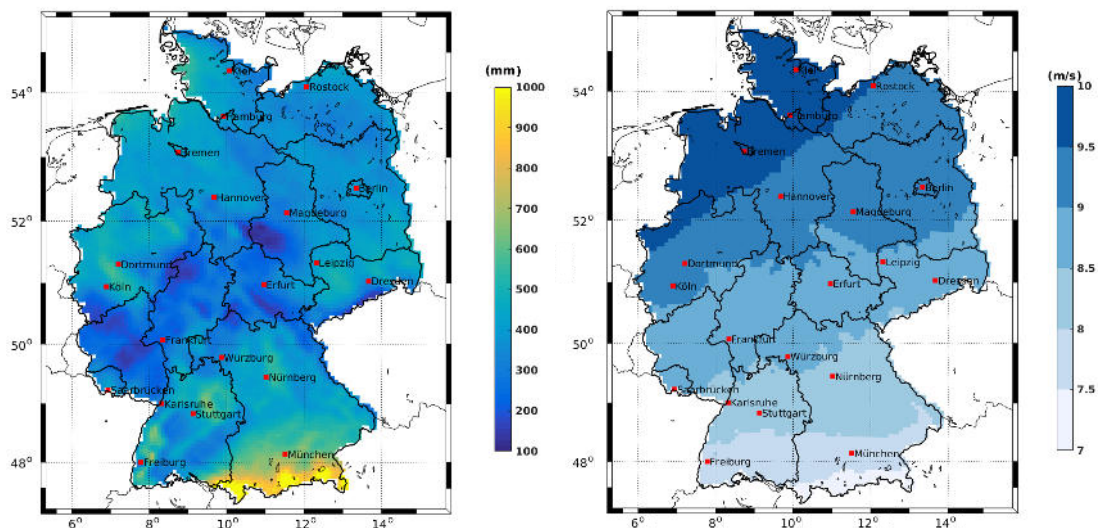 (mm)
1000
900
800
700
600
500
400
300
200
100
54°
52°
50°
48°
6°
8°
10°
12°
14°
Kiel
Rostock
Hamburg
Bremen
Berlin
Hannover
Magdeburg
Dortmund
Leipzig
Köln
Erfurt
Dresden
Frankfurt
Würzburg
Nürnberg
Saarbrücken
Karlsruhe
Stuttgart
München
Freiburg
(m/s)
10
9.5
9
8.5
8
7.5
7
54°
52°
50°
48°
6°
8°
10°
12°
14°
Kiel
Rostock
Hamburg
Bremen
Berlin
Hannover
Magdeburg
Dortmund
Leipzig
Köln
Erfurt
Dresden
Frankfurt
Würzburg
Nürnberg
Saarbrücken
Karlsruhe
Stuttgart
München
Freiburg